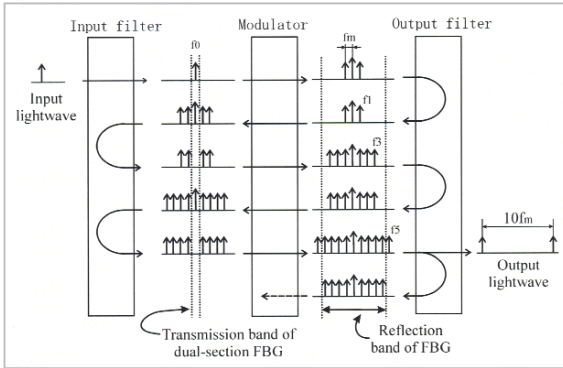 Input filter
Modulator
Output filter
f0
fm
Input
lightwave
f1
f3
f5
10fm
Output
lightwave
Transmission band of
dual-section FBG
Reflection
band of FBG